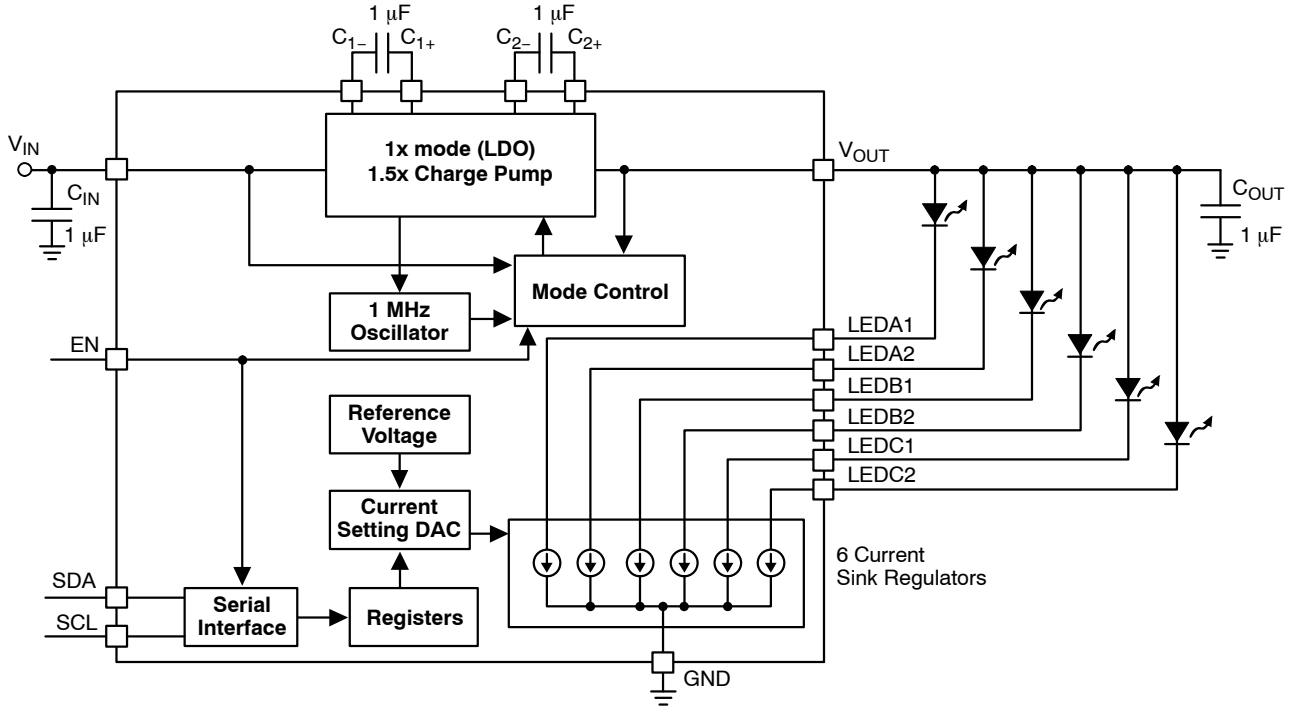 1 μF
1 μF
C1− C1+ C2− C2+
1x mode (LDO)
1.5x Charge Pump
VIN
VOUT
CIN
1 μF
COUT
1 μF
Mode Control
1 MHz
Oscillator
EN
LEDA1
LEDA2
LEDB1
LEDB2
LEDC1
LEDC2
Reference
Voltage
Current
Setting DAC
6 Current
Sink Regulators
SDA
SCL
Serial
Interface
Registers
GND